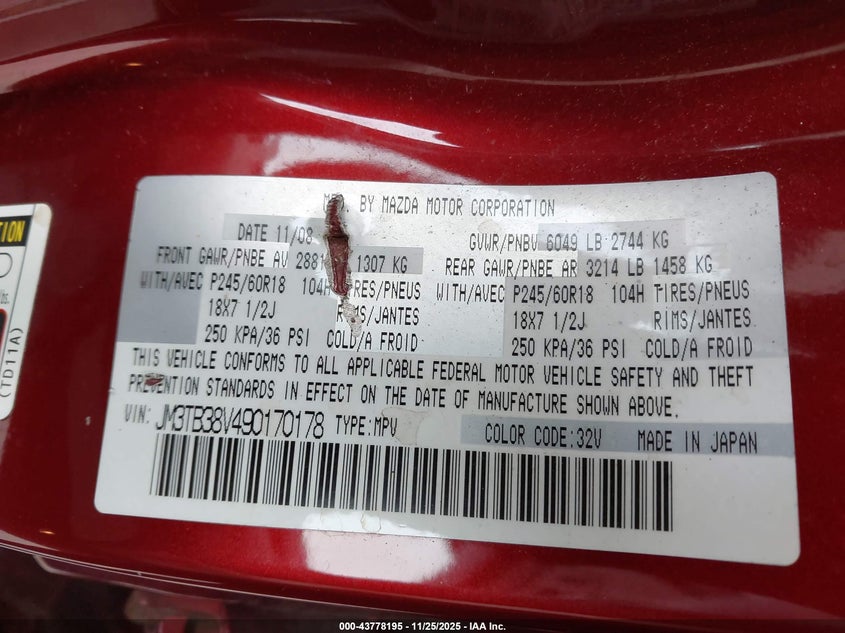 MFD. BY MAZDA MOTOR CORPORATION
DATE 11/08 GVWR/PNBV 6049 LB 2744 KG
FRONT GAWR/PNBE AV 2881 1307 KG REAR GAWR/PNBE AR 3214 LB 1458 KG
WITH/AVEC P245/60R18 104H TIRES/PNEUS WITH/AVEC P245/60R18 104H TIRES/PNEUS
18X7 1/2J RIMS/JANTES 18X7 1/2J RIMS/JANTES
250 KPA/36 PSI COLD/A FROID 250 KPA/36 PSI COLD/A FROID
THIS VEHICLE CONFORMS TO ALL APPLICABLE FEDERAL MOTOR VEHICLE SAFETY AND THEFT
PREVENTION STANDARDS IN EFFECT ON THE DATE OF MANUFACTURE SHOWN ABOVE.
VIN: JM3TB38V490170178 TYPE:MPV COLOR CODE:32V MADE IN JAPAN
(TD11A)
000-43778195 - 11/25/2025 - IAA Inc.